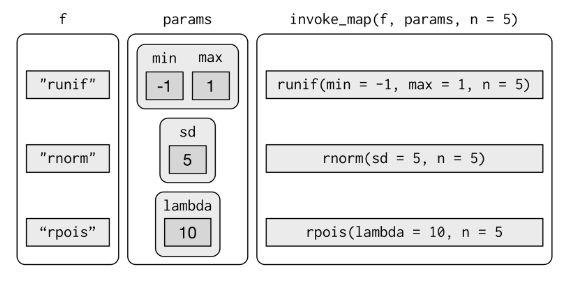 f params invoke_map(f, params, n = 5)
min max
"runif" -1 1 runif(min = -1, max = 1, n = 5)
sd
"rnorm" 5 rnorm(sd = 5, n = 5)
lambda
“rpois” 10 rpois(lambda = 10, n = 5